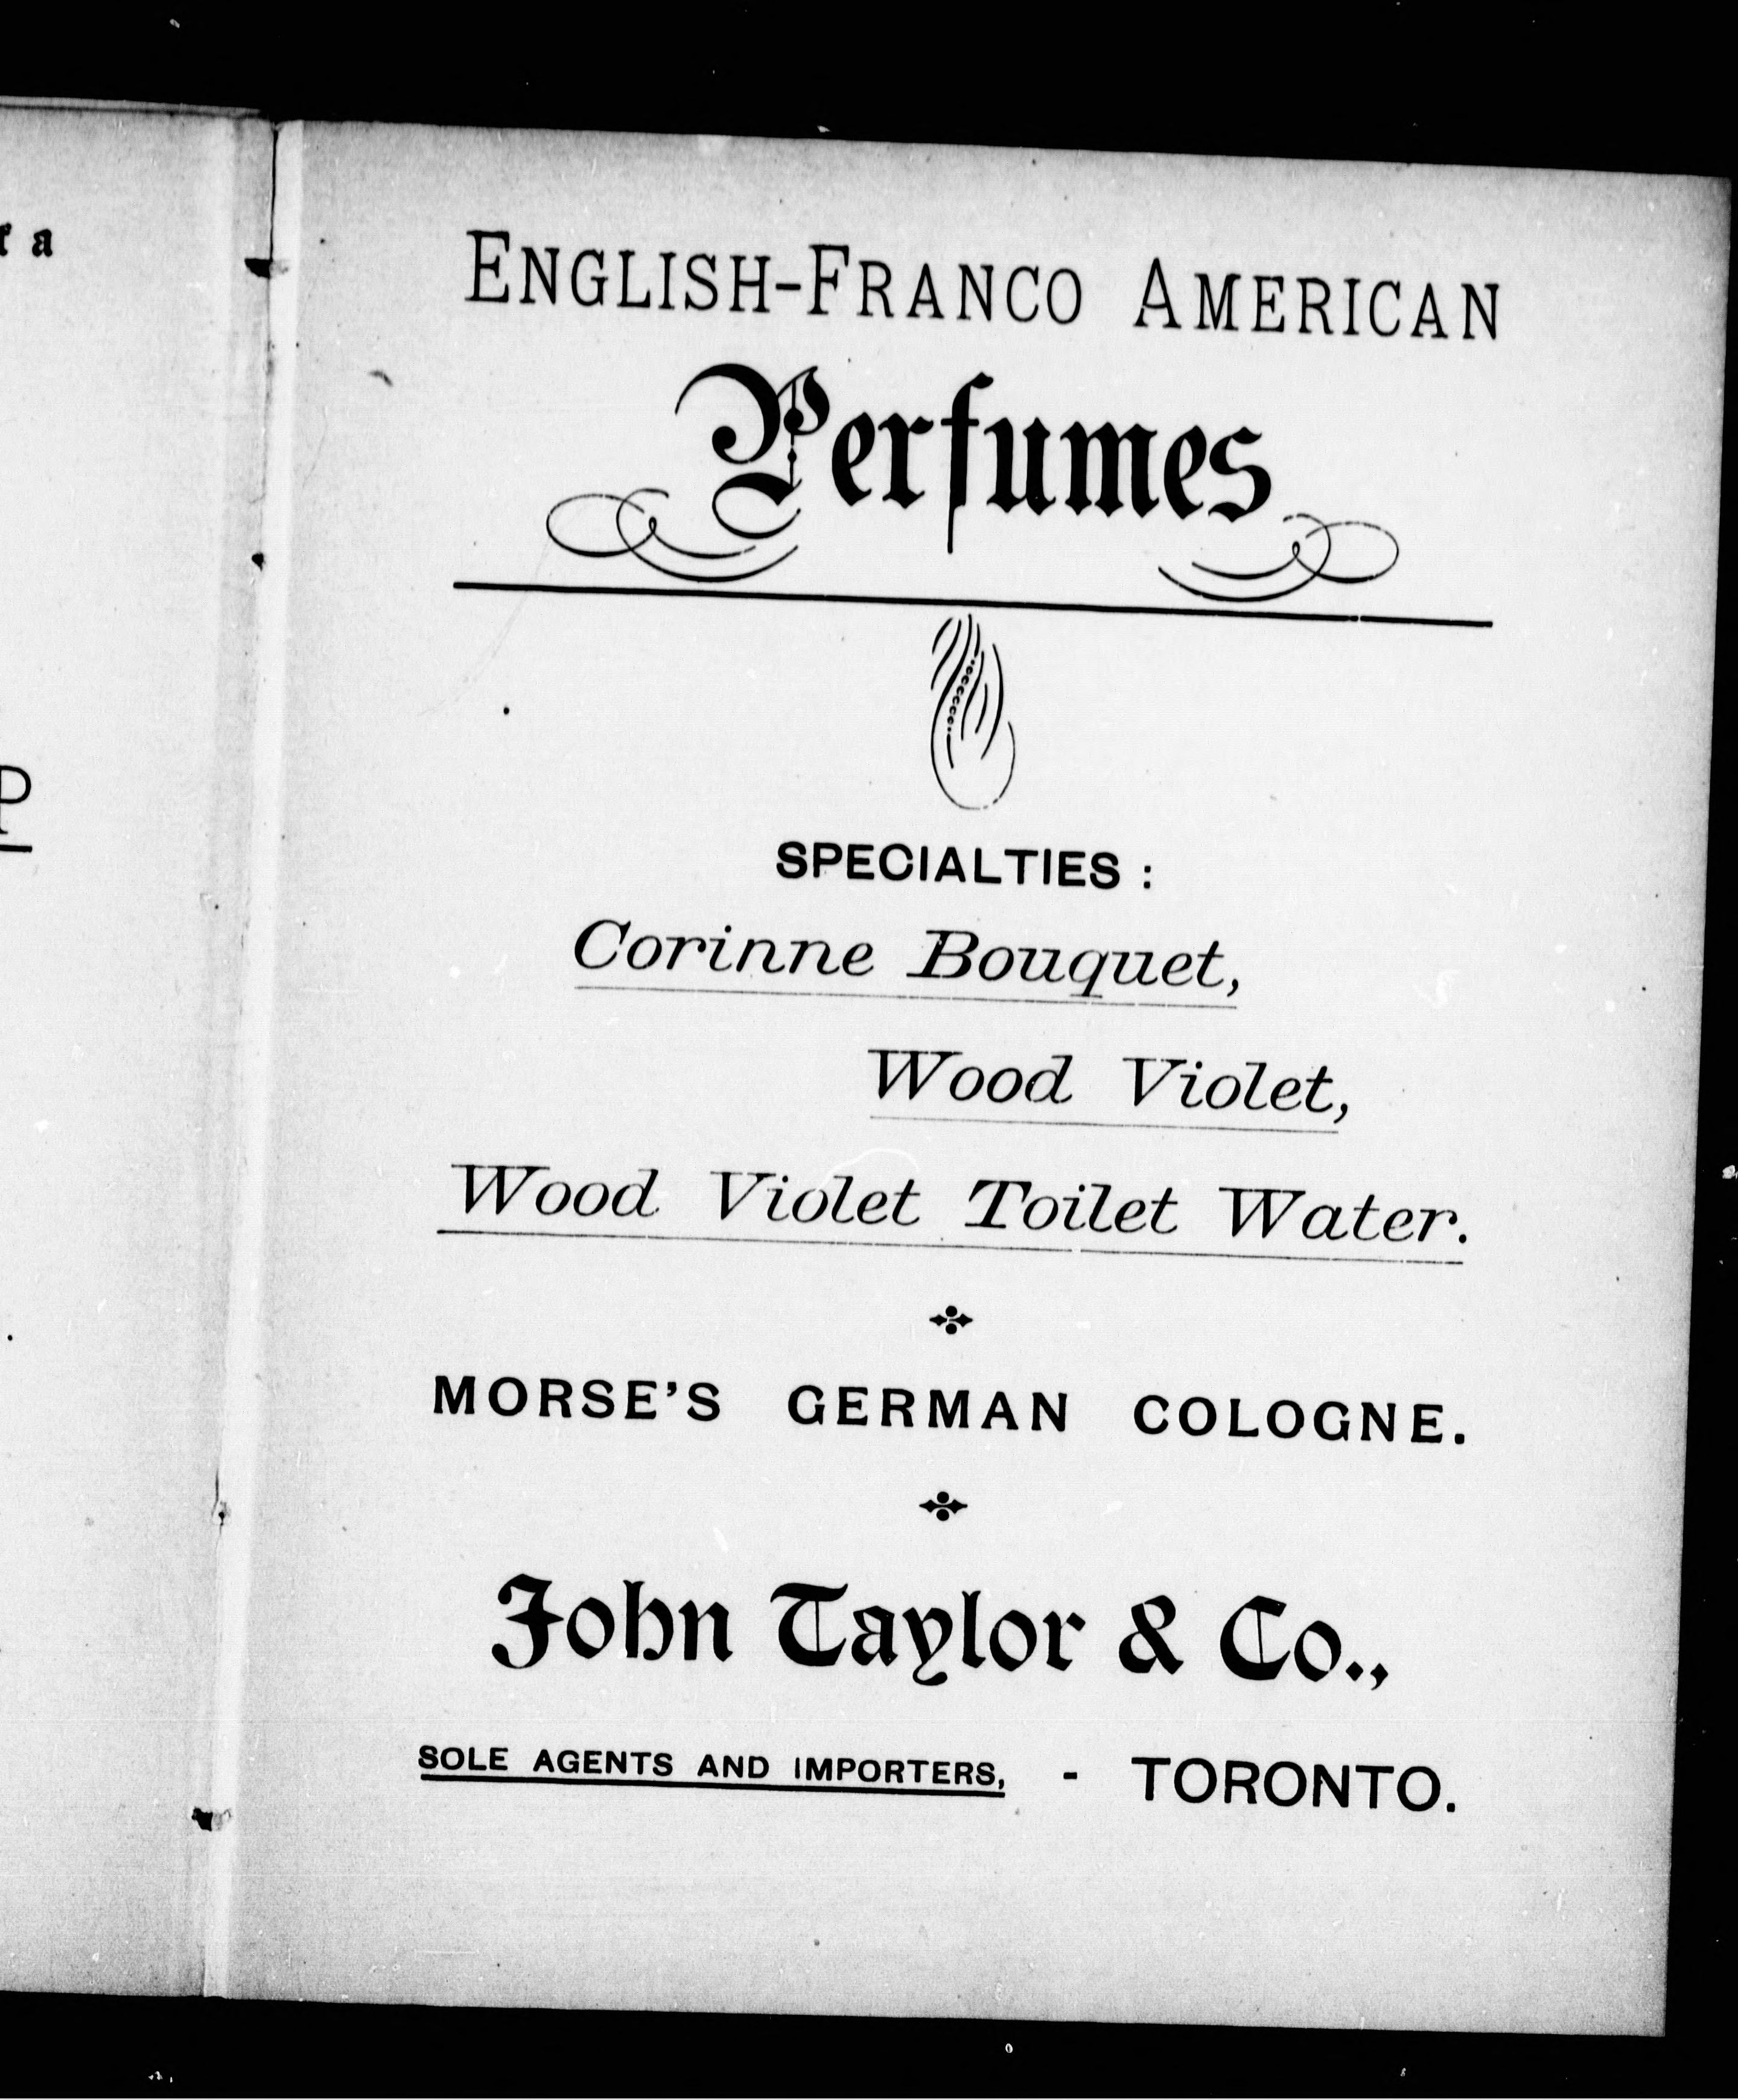 ENGLISH-FRANCO AMERICAN
Perfumes
SPECIALTIES :
Corinne Bouquet,
Wood Violet,
Wood Violet Toilet Water.
MORSE'S GERMAN COLOGNE.
John Taylor & Co.,
SOLE AGENTS AND IMPORTERS, - TORONTO.